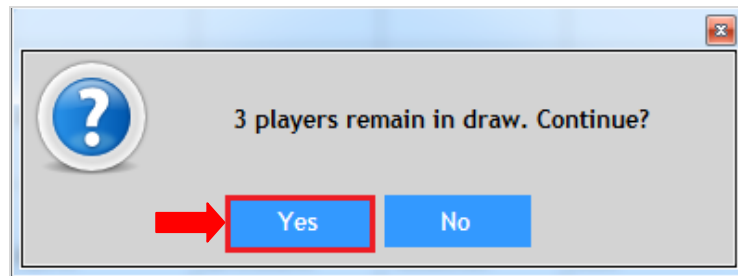 3 players remain in draw. Continue?
Yes No